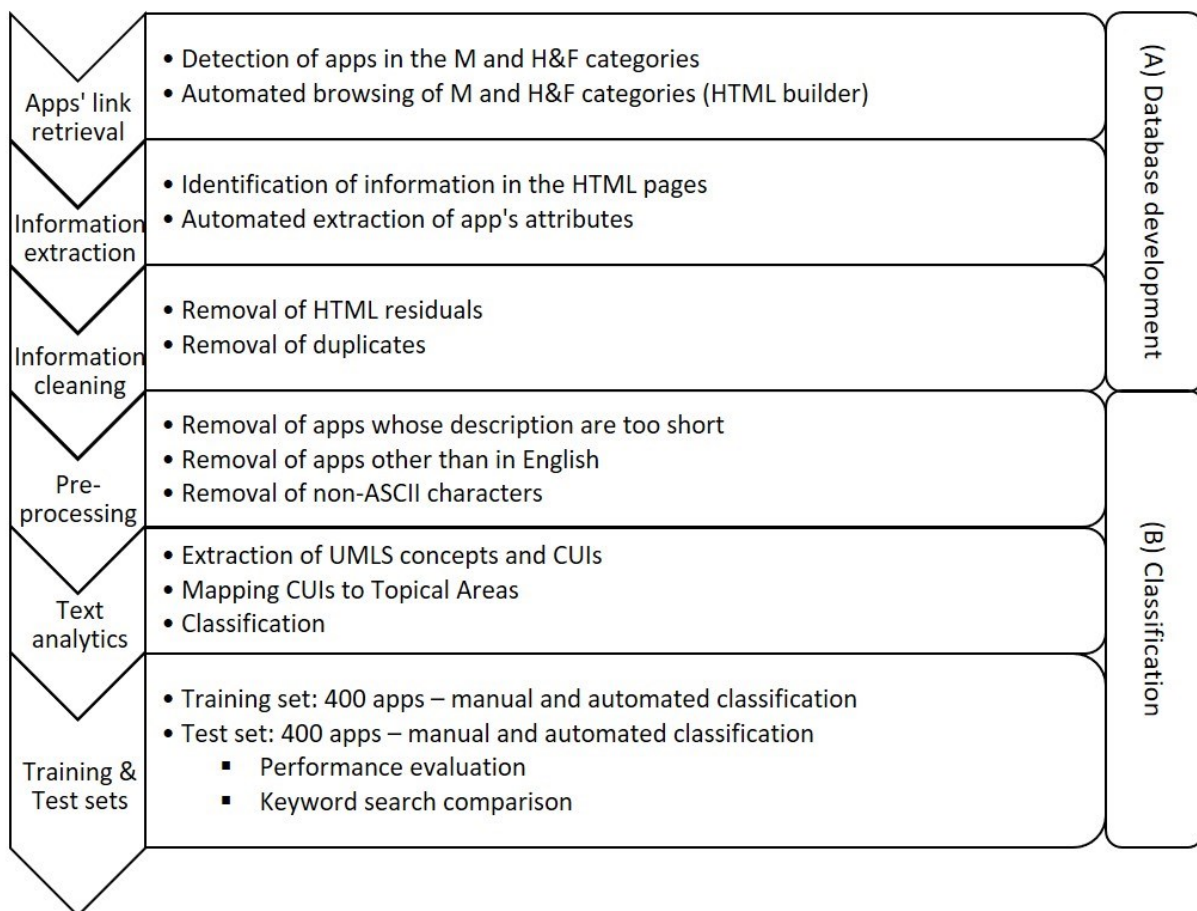 Apps' link
retrieval
• Detection of apps in the M and H&F categories
• Automated browsing of M and H&F categories (HTML builder)
(A) Database development
Information
extraction
• Identification of information in the HTML pages
• Automated extraction of app's attributes
Information
cleaning
• Removal of HTML residuals
• Removal of duplicates
Pre-
processing
• Removal of apps whose description are too short
• Removal of apps other than in English
• Removal of non-ASCII characters
(B) Classification
Text
analytics
• Extraction of UMLS concepts and CUIs
• Mapping CUIs to Topical Areas
• Classification
Training &
Test sets
• Training set: 400 apps – manual and automated classification
• Test set: 400 apps – manual and automated classification
▪ Performance evaluation
▪ Keyword search comparison